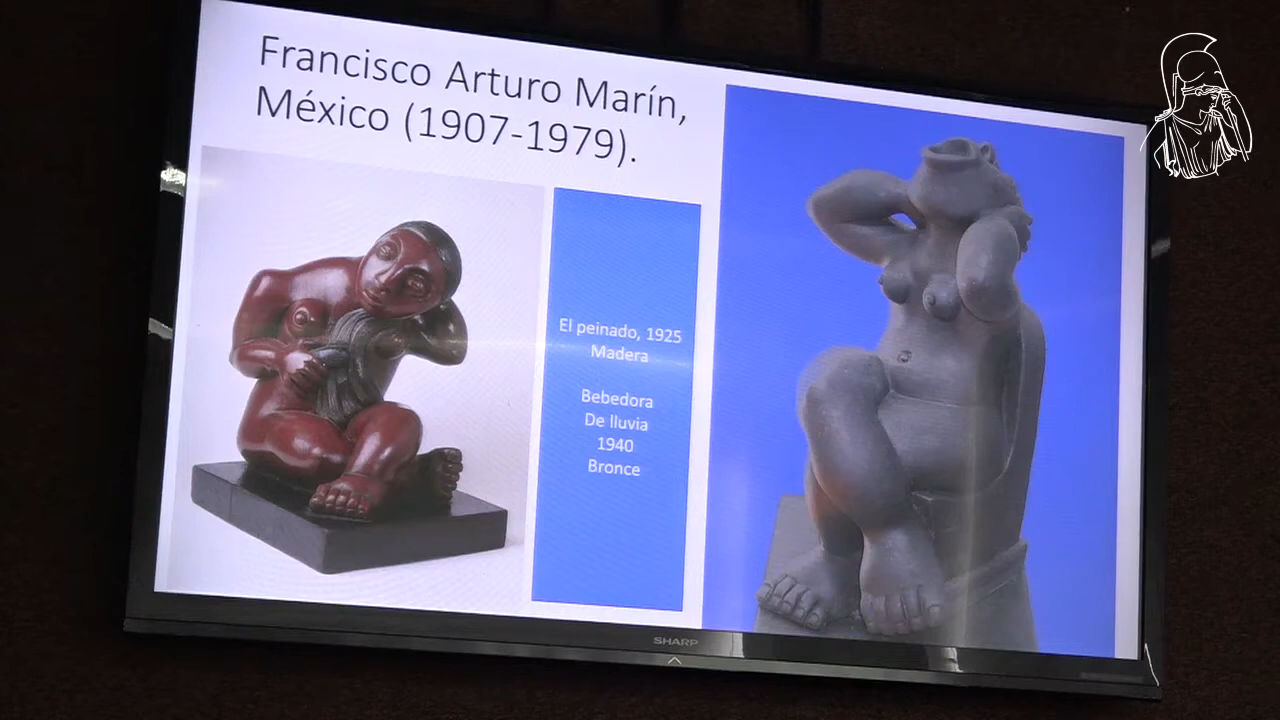 Francisco Arturo Marín,
México (1907-1979).
El peinado, 1925
Madera
Bebedora
De lluvia
1940
Bronce
SHARP